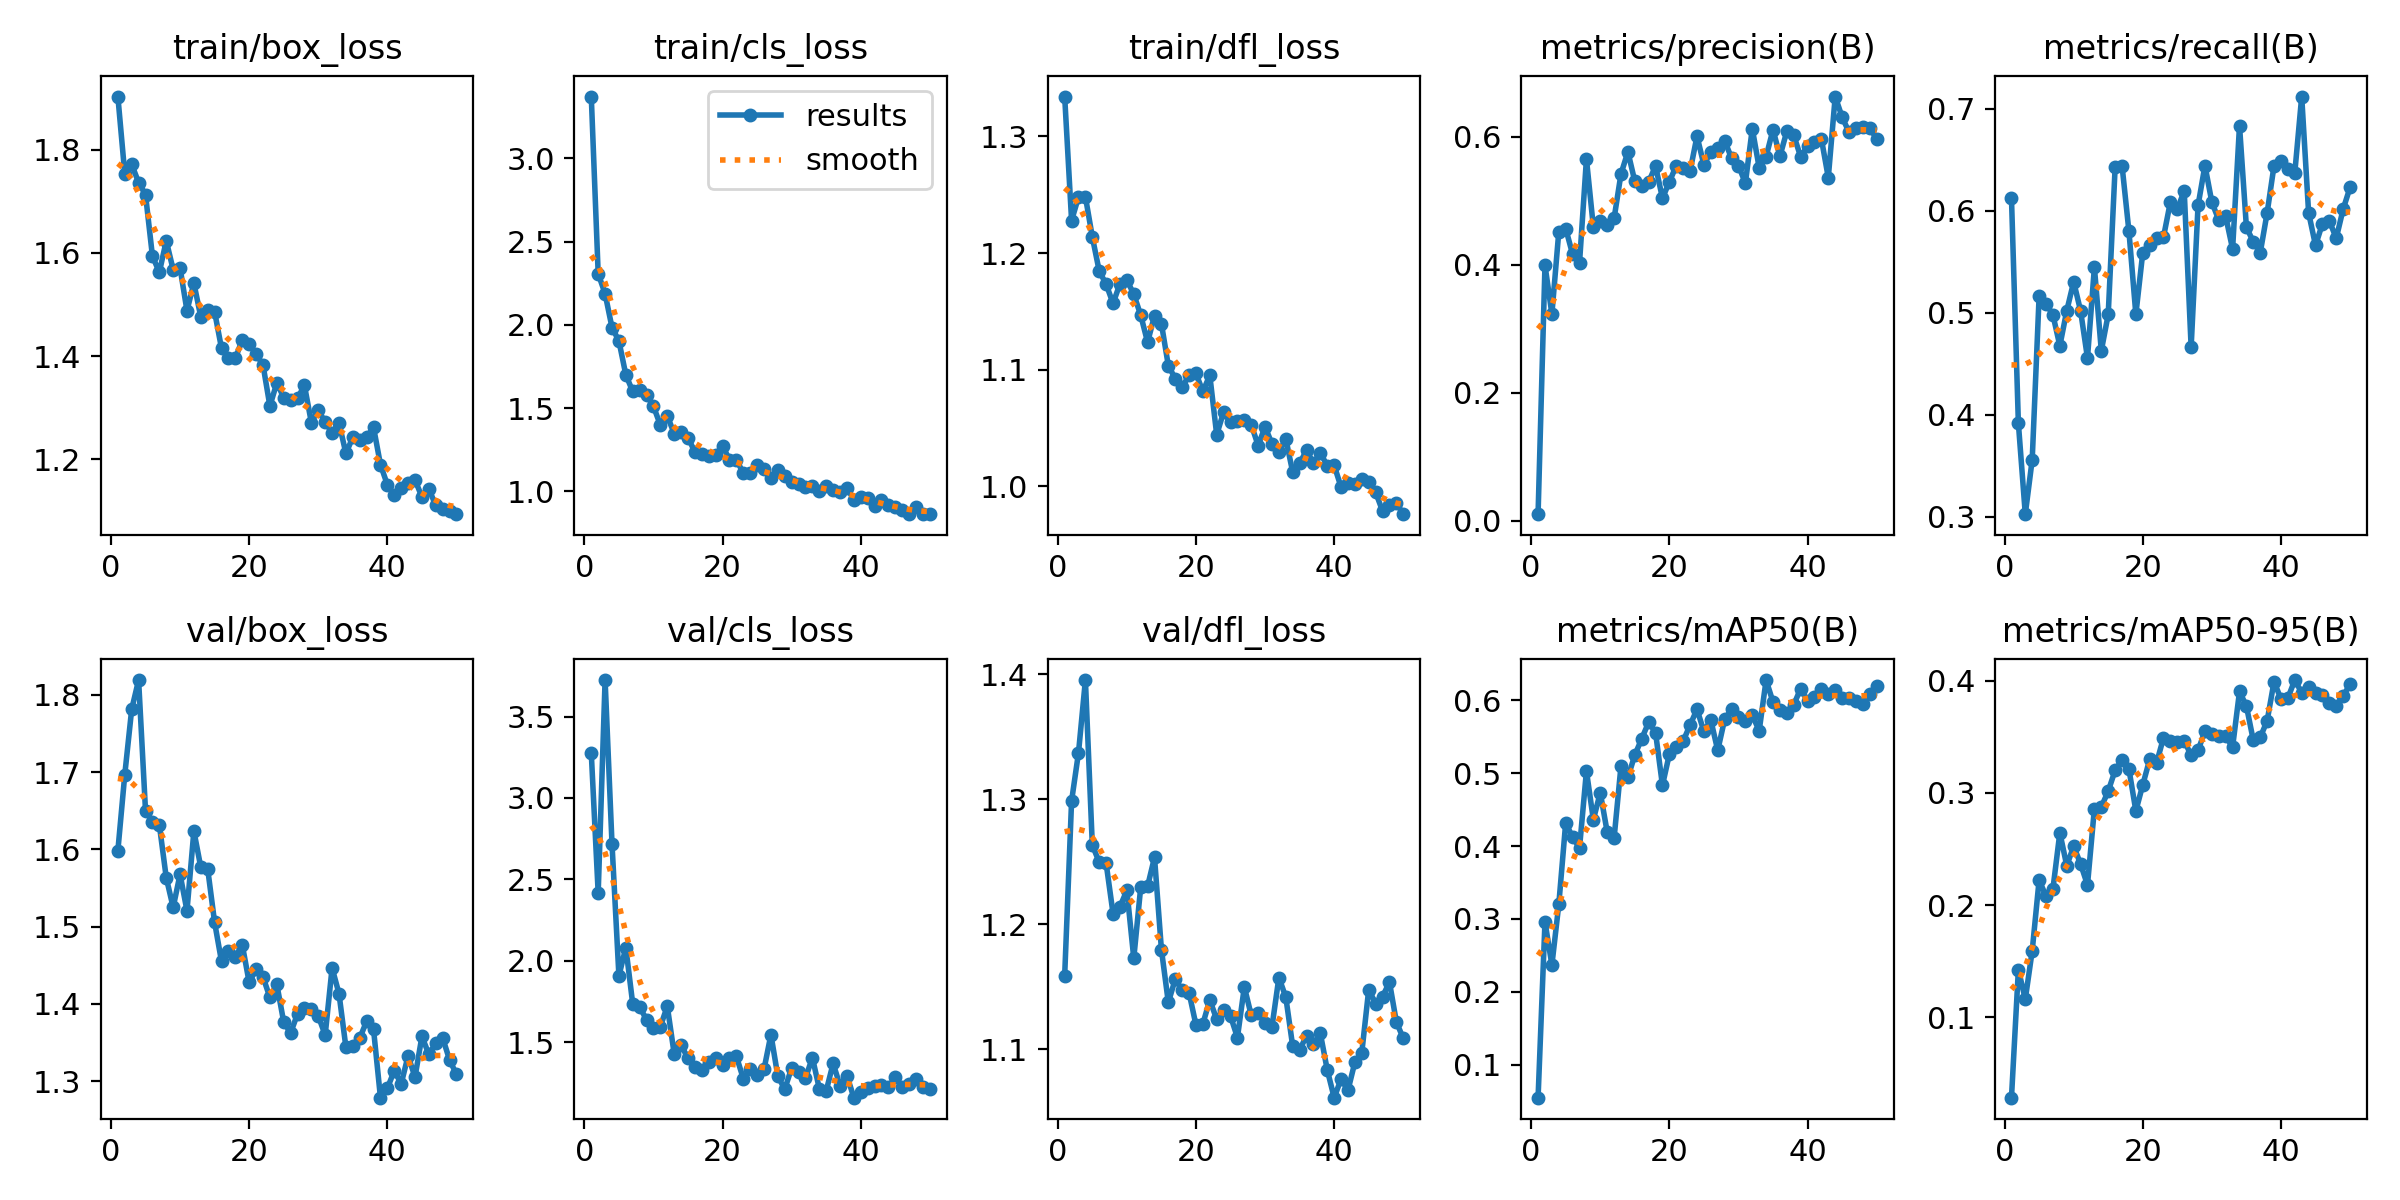 train/box_loss
1.8
1.6
1.4
1.2
0 20 40
train/cls_loss
results
smooth
3.0
2.5
2.0
1.5
1.0
0 20 40
train/dfl_loss
1.3
1.2
1.1
1.0
0 20 40
metrics/precision(B)
0.6
0.4
0.2
0.0
0 20 40
metrics/recall(B)
0.7
0.6
0.5
0.4
0.3
0 20 40
val/box_loss
1.8
1.7
1.6
1.5
1.4
1.3
0 20 40
val/cls_loss
3.5
3.0
2.5
2.0
1.5
0 20 40
val/dfl_loss
1.4
1.3
1.2
1.1
0 20 40
metrics/mAP50(B)
0.6
0.5
0.4
0.3
0.2
0.1
0 20 40
metrics/mAP50-95(B)
0.4
0.3
0.2
0.1
0 20 40